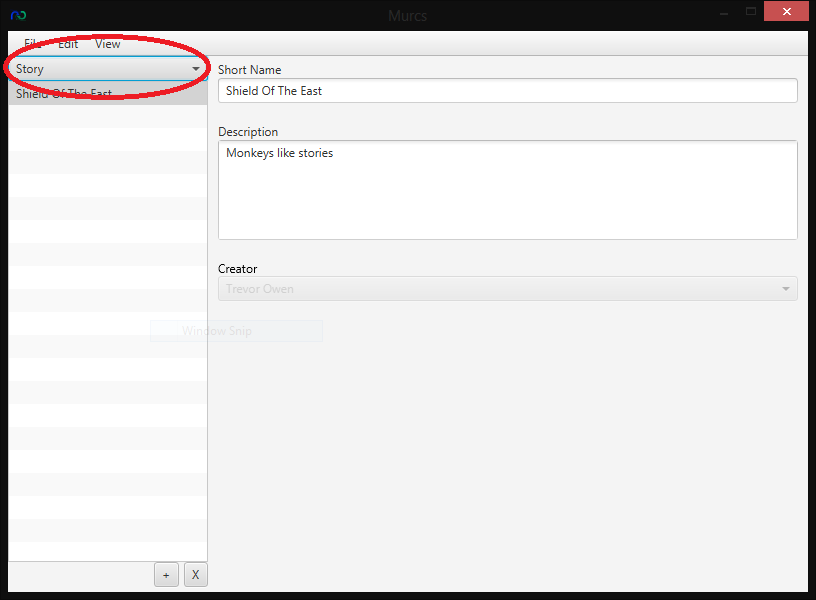 Murcs
File Edit View
Story
Shield Of The East
Short Name
Shield Of The East
Description
Monkeys like stories
Creator
Trevor Owen
Window Snip
+ X